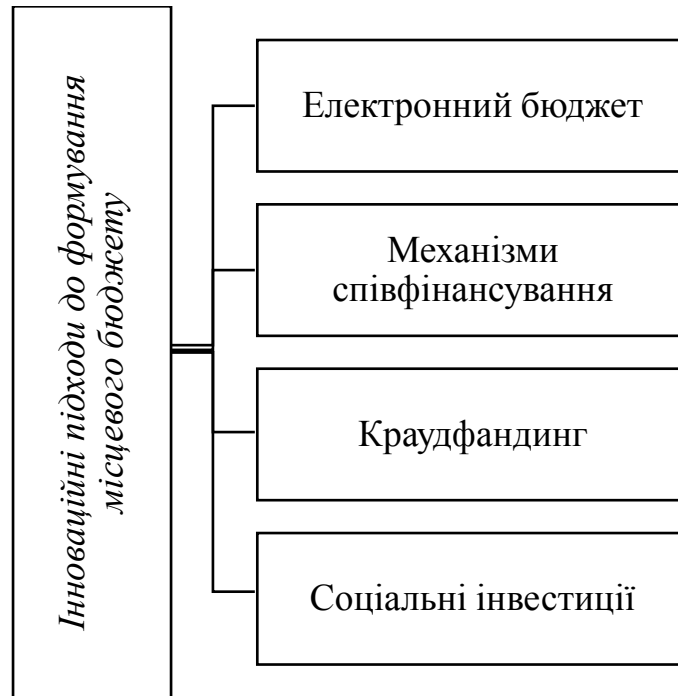 Інноваційні підходи до формування
місцевого бюджету
Електронний бюджет
Механізми
співфінансування
Краудфандинг
Соціальні інвестиції